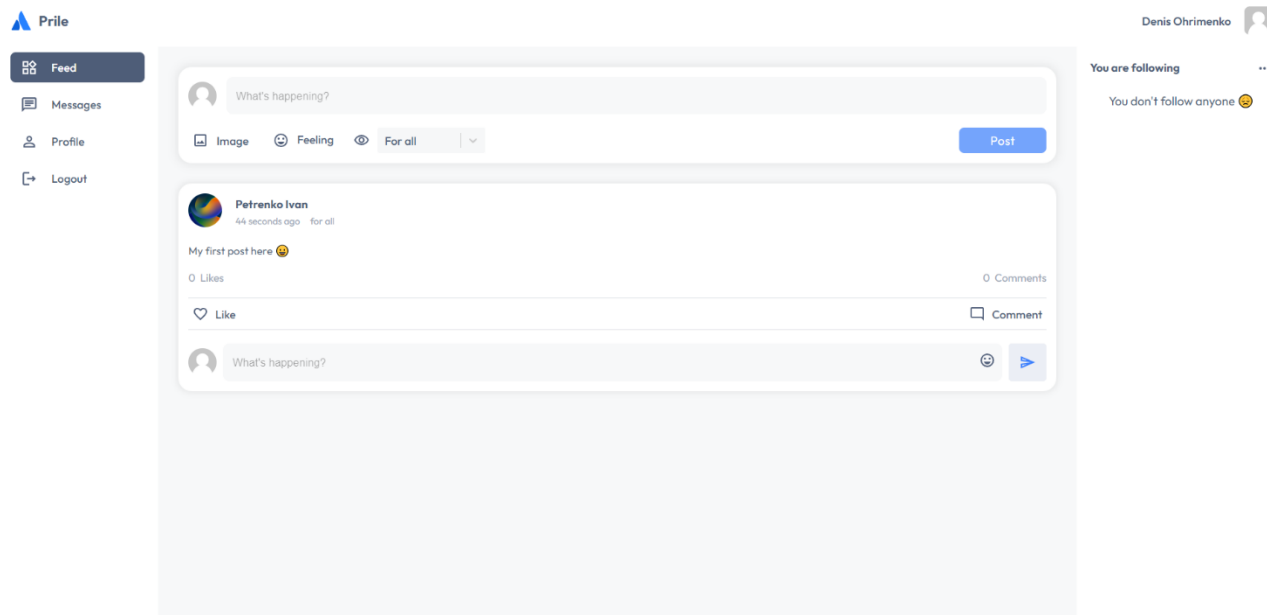 Prile
Denis Ohrimenko
Feed
Messages
Profile
Logout
What's happening?
Image
Feeling
For all
Post
Petrenko Ivan
44 seconds ago for all
My first post here 😀
0 Likes
0 Comments
Like
Comment
What's happening?
You are following
You don't follow anyone 😟